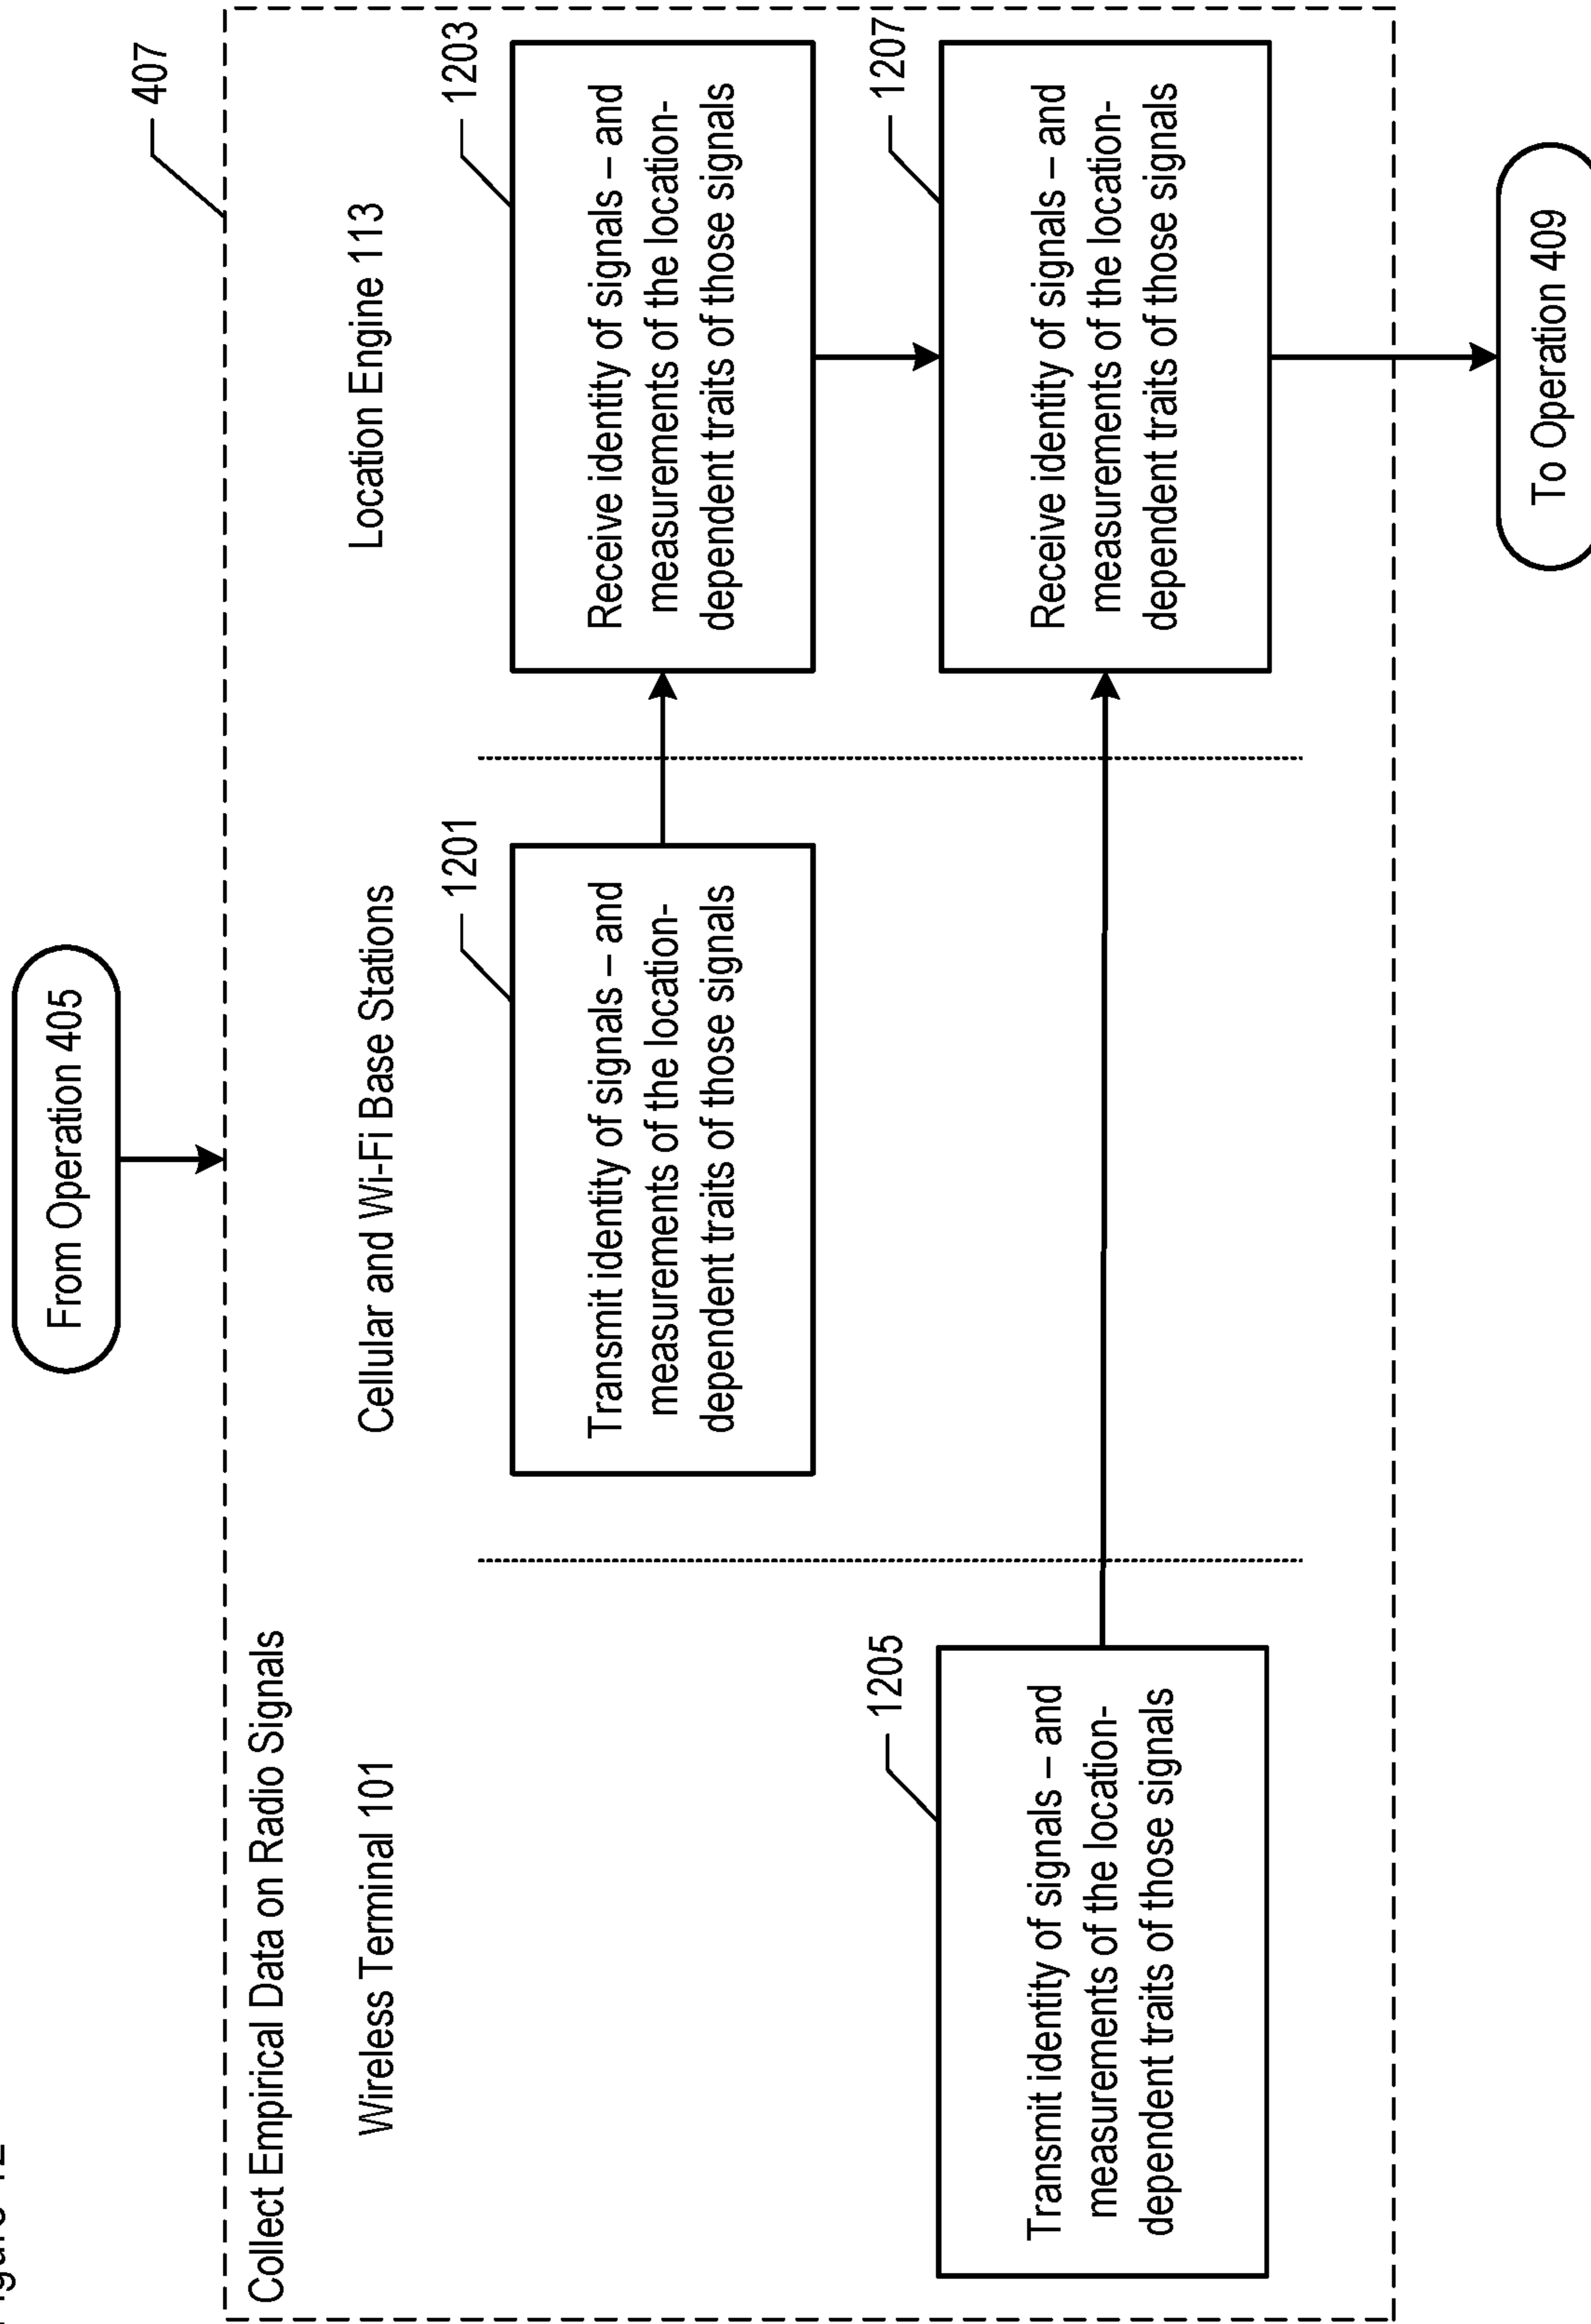 Figure 12
From Operation 405
407
Collect Empirical Data on Radio Signals
Wireless Terminal 101
Cellular and Wi-Fi Base Stations
Location Engine 113
1201
Transmit identity of signals – and
measurements of the location-
dependent traits of those signals
1203
Receive identity of signals – and
measurements of the location-
dependent traits of those signals
1205
Transmit identity of signals – and
measurements of the location-
dependent traits of those signals
1207
Receive identity of signals – and
measurements of the location-
dependent traits of those signals
To Operation 409